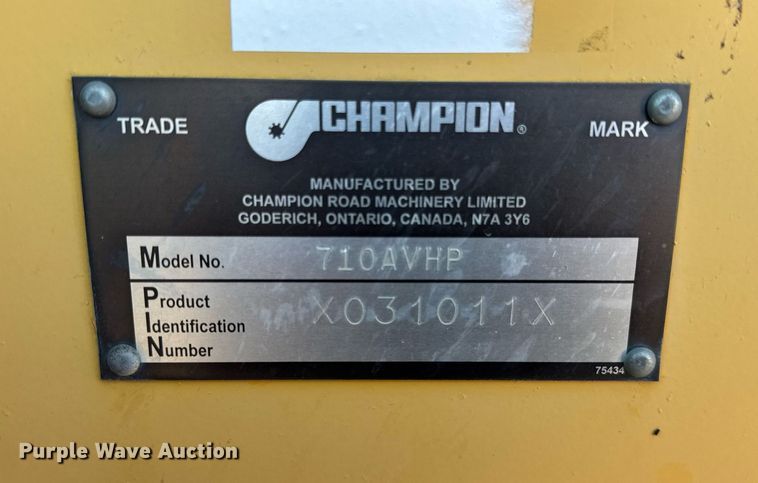 TRADE CHAMPION ® MARK
MANUFACTURED BY
CHAMPION ROAD MACHINERY LIMITED
GODERICH, ONTARIO, CANADA, N7A 3Y6
Model No. 710AVHP
Product X031011X
Identification
Number
75434
Purple Wave Auction